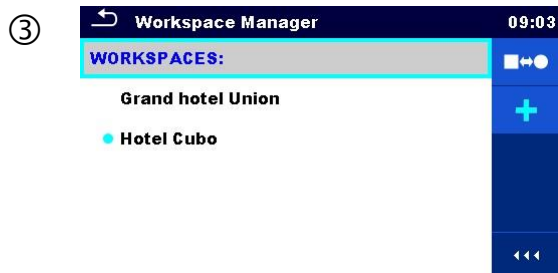 ③
Workspace Manager 09:03
WORKSPACES:
Grand hotel Union
Hotel Cubo